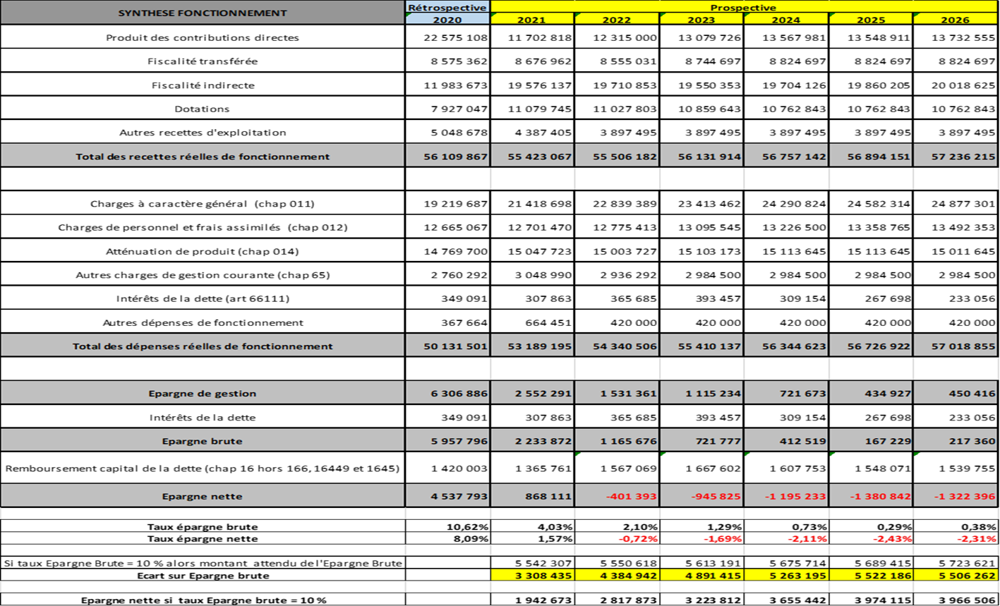 SYNTHESE FONCTIONNEMENT Rétrospective Prospective
2020 2021 2022 2023 2024 2025 2026
Produit des contributions directes 22 575 108 11 702 818 12 315 000 13 079 726 13 567 981 13 548 911 13 732 555
Fiscalité transférée 8 575 362 8 676 962 8 555 031 8 744 697 8 824 697 8 824 697 8 824 697
Fiscalité indirecte 11 983 673 19 576 137 19 710 853 19 550 353 19 704 126 19 860 205 20 018 625
Dotations 7 927 047 11 079 745 11 027 803 10 859 643 10 762 843 10 762 843 10 762 843
Autres recettes d'exploitation 5 048 678 4 387 405 3 897 495 3 897 495 3 897 495 3 897 495 3 897 495
Total des recettes réelles de fonctionnement 56 109 867 55 423 067 55 506 182 56 131 914 56 757 142 56 894 151 57 236 215
Charges à caractère général (chap 011) 19 219 687 21 418 698 22 839 389 23 413 462 24 290 824 24 582 314 24 877 301
Charges de personnel et frais assimilés (chap 012) 12 665 067 12 701 470 12 775 413 13 095 545 13 226 500 13 358 765 13 492 353
Atténuation de produit (chap 014) 14 769 700 15 047 723 15 003 727 15 103 173 15 113 645 15 113 645 15 011 645
Autres charges de gestion courante (chap 65) 2 760 292 3 048 990 2 936 292 2 984 500 2 984 500 2 984 500 2 984 500
Intérêts de la dette (art 66111) 349 091 307 863 365 685 393 457 309 154 267 698 233 056
Autres dépenses de fonctionnement 367 664 664 451 420 000 420 000 420 000 420 000 420 000
Total des dépenses réelles de fonctionnement 50 131 501 53 189 195 54 340 506 55 410 137 56 344 623 56 726 922 57 018 855
Epargne de gestion 6 306 886 2 552 291 1 531 361 1 115 234 721 673 434 927 450 416
Intérêts de la dette 349 091 307 863 365 685 393 457 309 154 267 698 233 056
Epargne brute 5 957 796 2 233 872 1 165 676 721 777 412 519 167 229 217 360
Remboursement capital de la dette (chap 16 hors 166, 16449 et 1645) 1 420 003 1 365 761 1 567 069 1 667 602 1 607 753 1 548 071 1 539 755
Epargne nette 4 537 793 868 111 -401 393 -945 825 -1 195 233 -1 380 842 -1 322 396
Taux épargne brute 10,62% 4,03% 2,10% 1,29% 0,73% 0,29% 0,38%
Taux épargne nette 8,09% 1,57% -0,72% -1,69% -2,11% -2,43% -2,31%
Si taux Epargne Brute = 10 % alors montant attendu de l'Epargne Brute 5 542 307 5 550 618 5 613 191 5 675 714 5 689 415 5 723 621
Ecart sur Epargne brute 3 308 435 4 384 942 4 891 415 5 263 195 5 522 186 5 506 262
Epargne nette si taux Epargne brute = 10 % 1 942 673 2 817 873 3 223 812 3 655 442 3 974 115 3 966 506